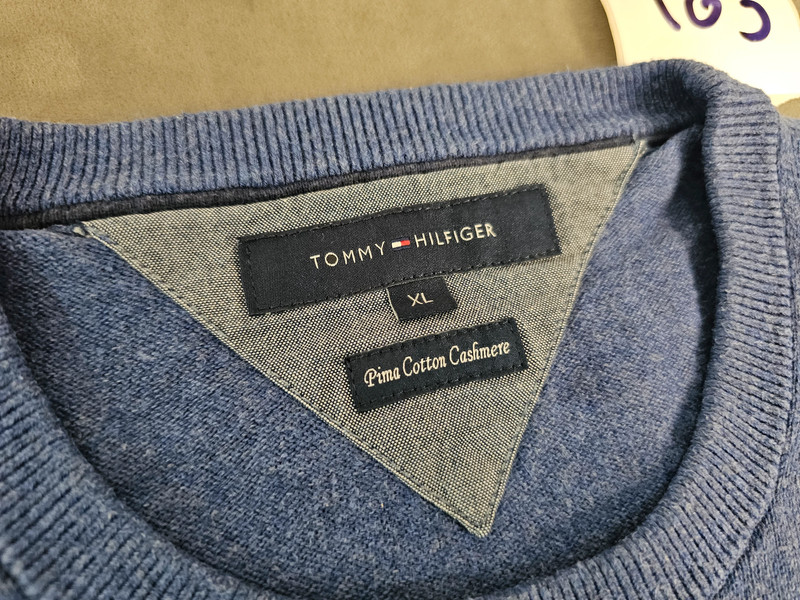 TOMMY HILFIGER
XL
Pima Cotton Cashmere